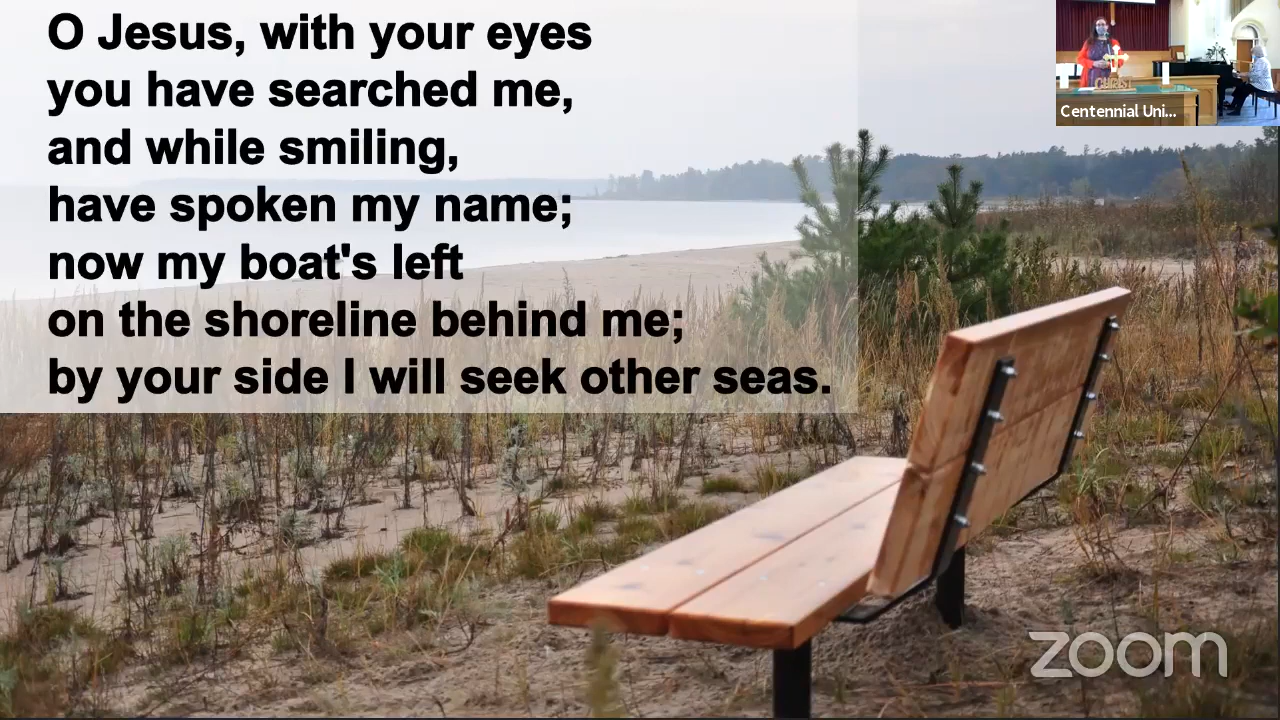 O Jesus, with your eyes
you have searched me,
and while smiling,
have spoken my name;
now my boat's left
on the shoreline behind me;
by your side I will seek other seas.
CHRIST
Centennial Uni...
zoom